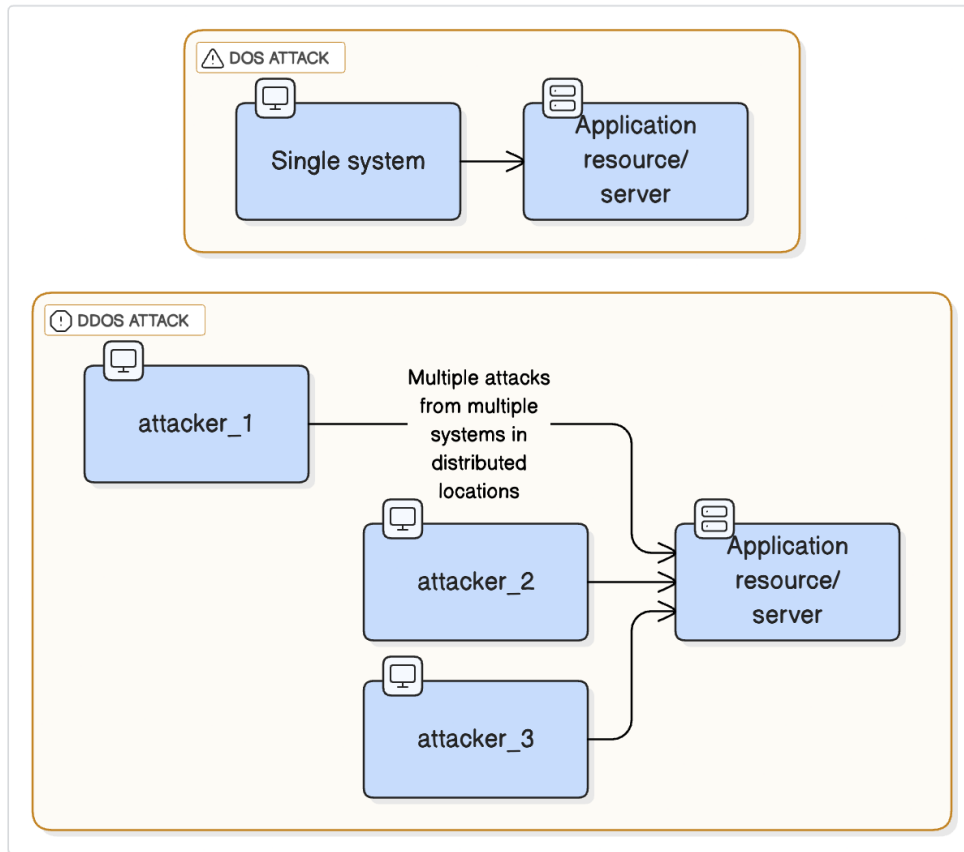 DOS ATTACK
Single system
Application
resource/
server
DDOS ATTACK
attacker_1
Multiple attacks
from multiple
systems in
distributed
locations
attacker_2
Application
resource/
server
attacker_3